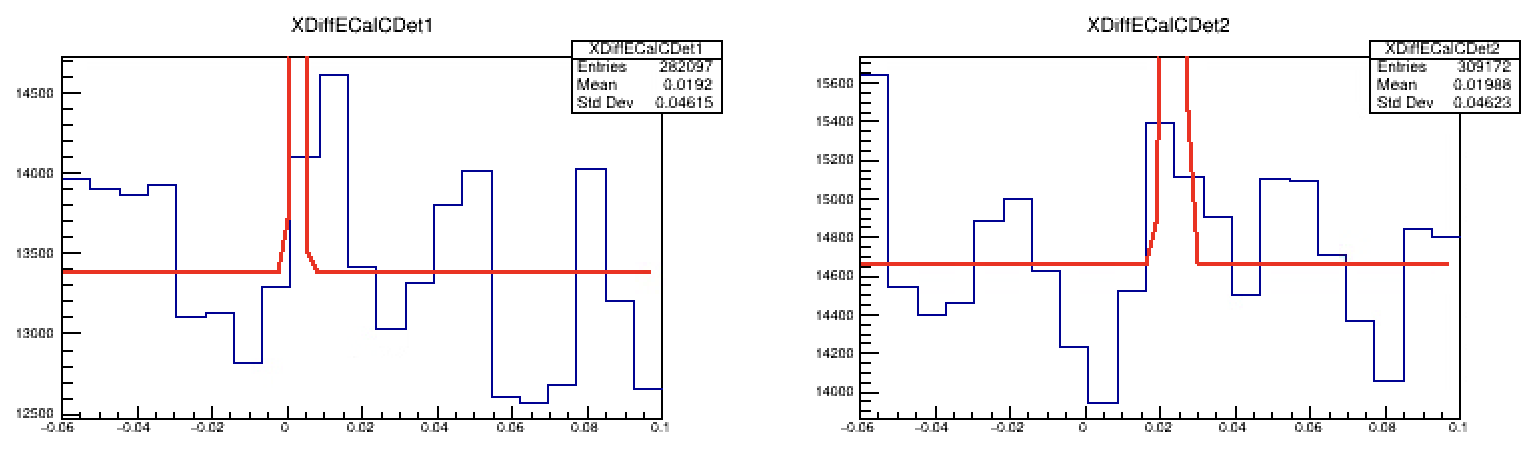 XDiffECalCDet1
XDiffECalCDet1
Entries 282097
Mean 0.0192
Std Dev 0.04615
14500
14000
13500
13000
12500
−0.06 −0.04 −0.02 0 0.02 0.04 0.06 0.08 0.1
XDiffECalCDet2
XDiffECalCDet2
Entries 309172
Mean 0.01988
Std Dev 0.04623
15600
15400
15200
15000
14800
14600
14400
14200
14000
−0.06 −0.04 −0.02 0 0.02 0.04 0.06 0.08 0.1